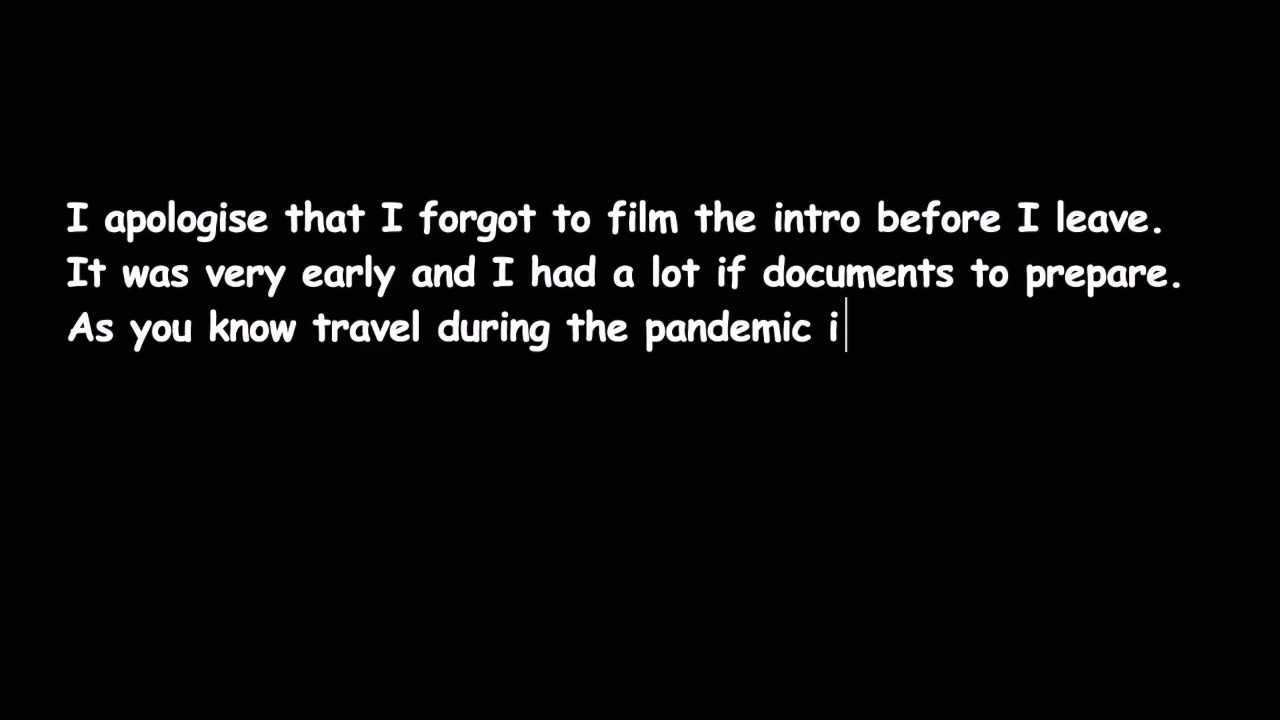 I apologise that I forgot to film the intro before I leave.
It was very early and I had a lot if documents to prepare.
As you know travel during the pandemic i